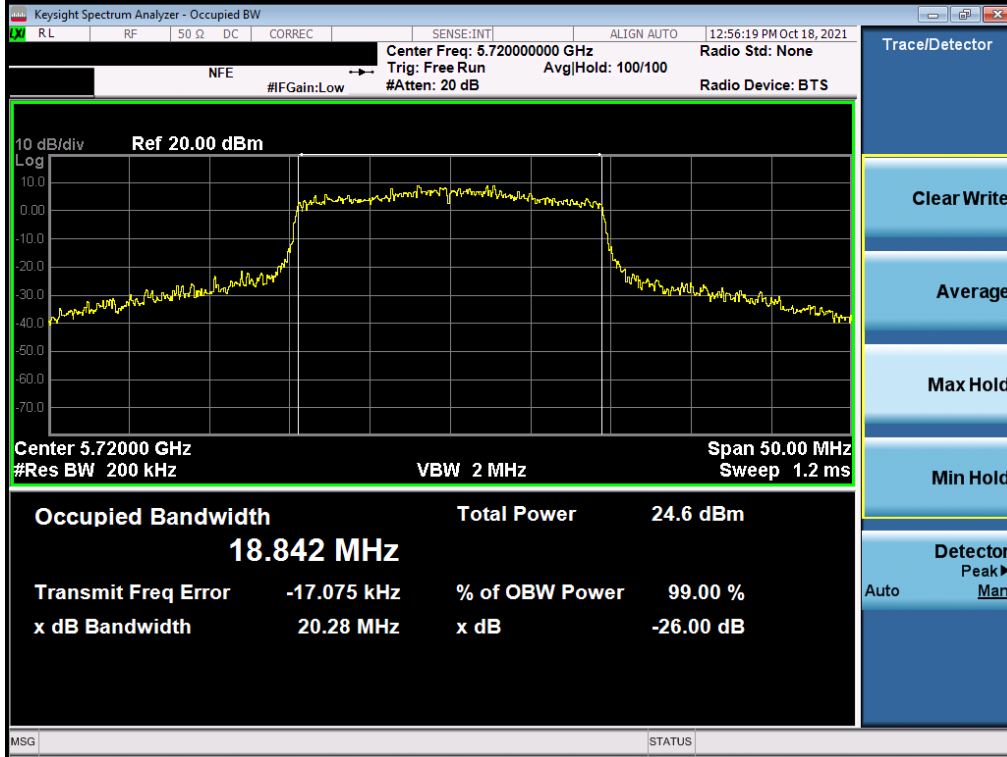 Keysight Spectrum Analyzer - Occupied BW
LXI RL RF 50 Ω DC CORREC SENSE:INT ALIGN AUTO 12:56:19 PM Oct 18, 2021
Center Freq: 5.720000000 GHz Radio Std: None
NFE Trig: Free Run Avg|Hold: 100/100
#IFGain:Low #Atten: 20 dB Radio Device: BTS
Trace/Detector
10 dB/div Ref 20.00 dBm
Log
10.0
0.00
-10.0
-20.0
-30.0
-40.0
-50.0
-60.0
-70.0
Center 5.72000 GHz Span 50.00 MHz
#Res BW 200 kHz VBW 2 MHz Sweep 1.2 ms
Occupied Bandwidth Total Power 24.6 dBm
18.842 MHz
Transmit Freq Error -17.075 kHz % of OBW Power 99.00 %
x dB Bandwidth 20.28 MHz x dB -26.00 dB
Clear Write
Average
Max Hold
Min Hold
Detector
Peak
Auto Man
MSG STATUS